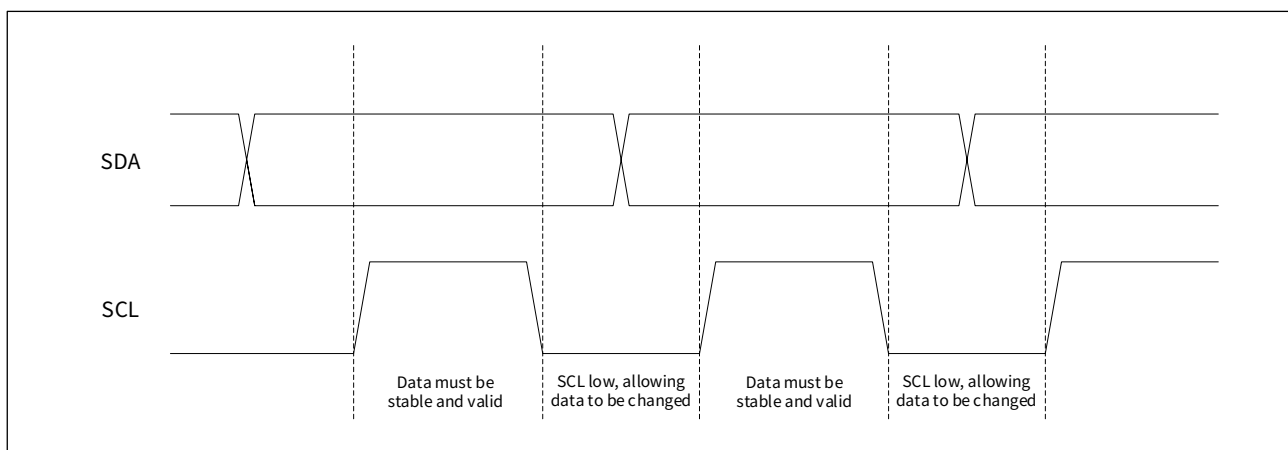 SDA
SCL
Data must be
stable and valid
SCL low, allowing
data to be changed
Data must be
stable and valid
SCL low, allowing
data to be changed